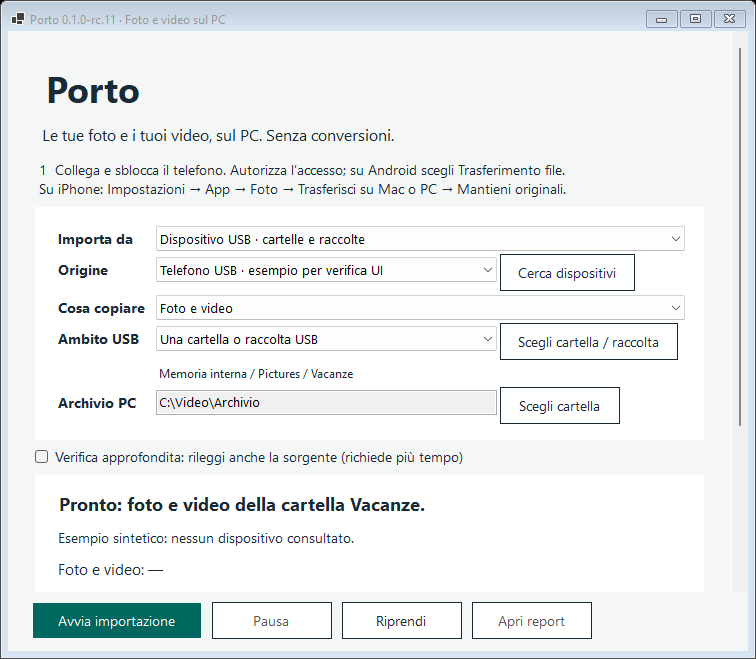 Porto 0.1.0-rc.11 · Foto e video sul PC
Porto
Le tue foto e i tuoi video, sul PC. Senza conversioni.
1 Collega e sblocca il telefono. Autorizza l'accesso; su Android scegli Trasferimento file.
Su iPhone: Impostazioni → App → Foto → Trasferisci su Mac o PC → Mantieni originali.
Importa da Dispositivo USB · cartelle e raccolte
Origine Telefono USB · esempio per verifica UI Cerca dispositivi
Cosa copiare Foto e video
Ambito USB Una cartella o raccolta USB Scegli cartella / raccolta
Memoria interna / Pictures / Vacanze
Archivio PC C:\Video\Archivio Scegli cartella
Verifica approfondita: rileggi anche la sorgente (richiede più tempo)
Pronto: foto e video della cartella Vacanze.
Esempio sintetico: nessun dispositivo consultato.
Foto e video: —
Avvia importazione Pausa Riprendi Apri report